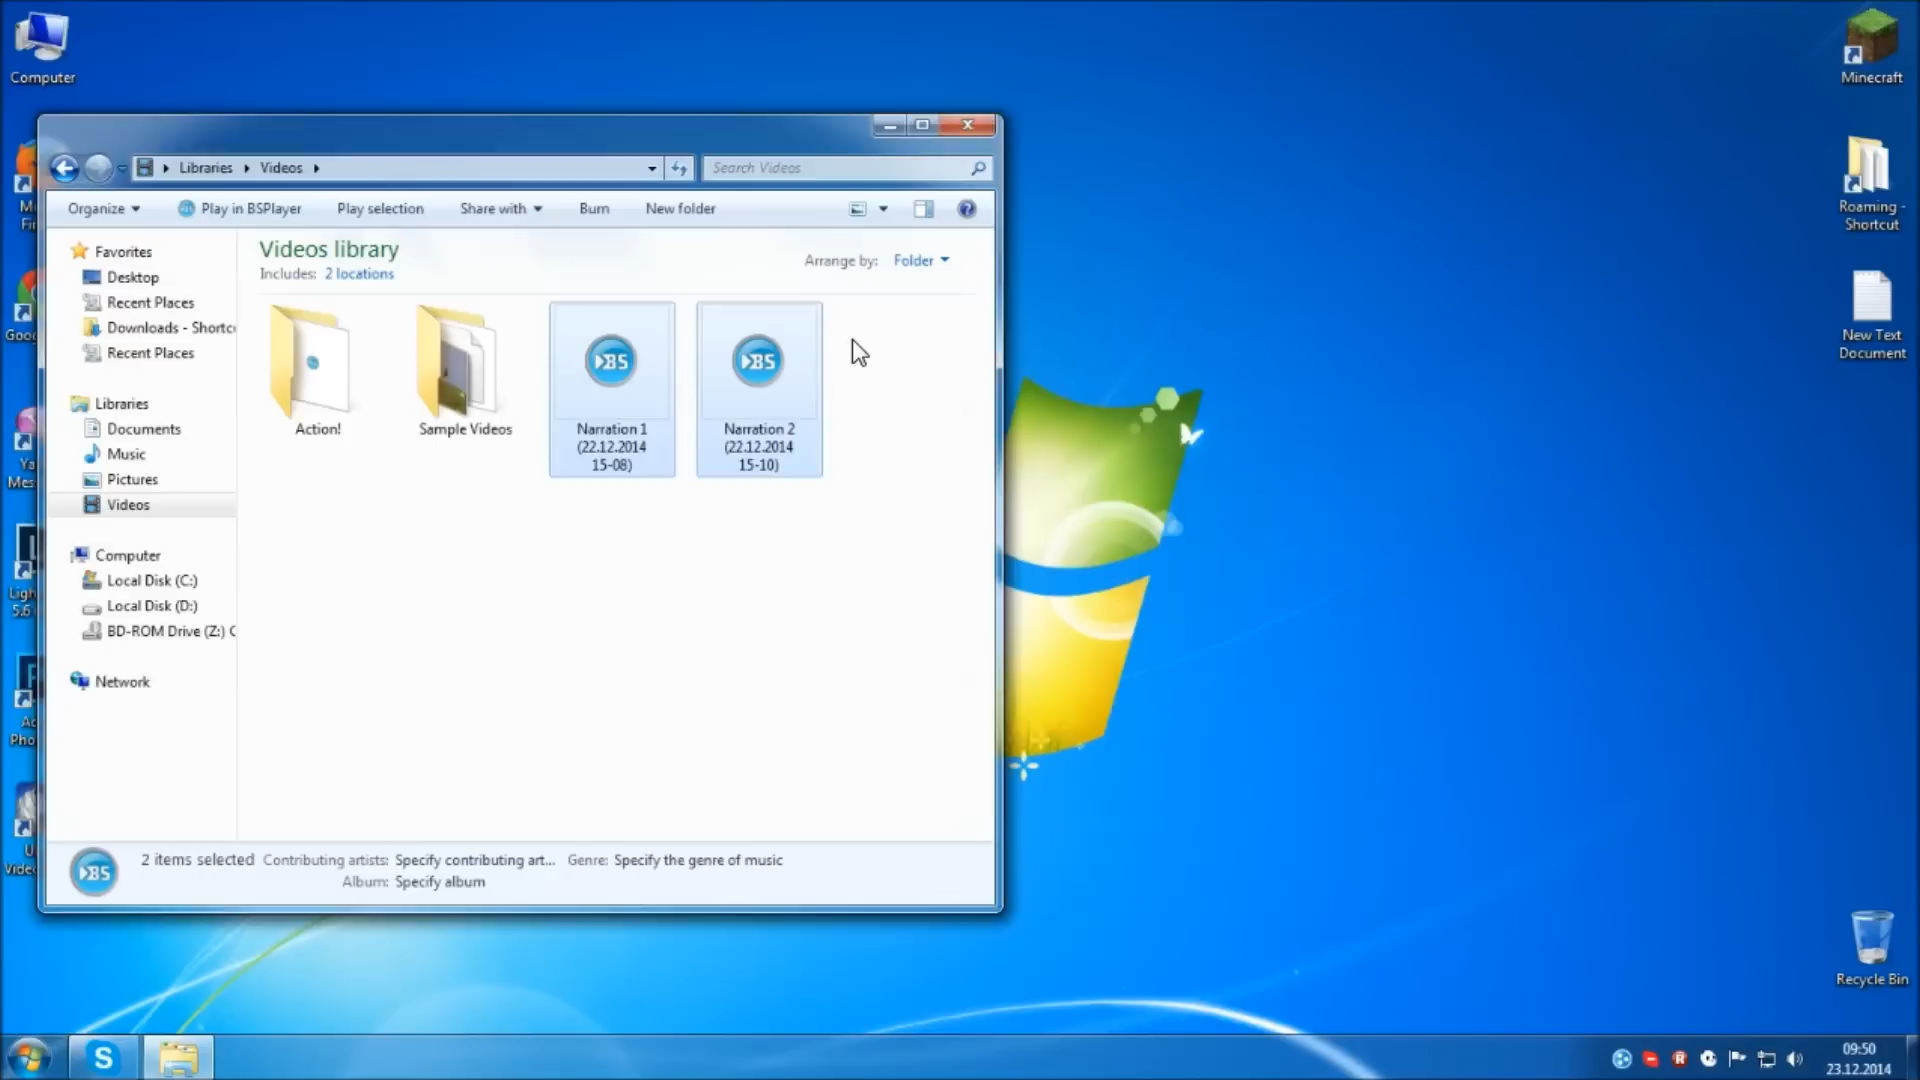 Computer
Minecraft
Roaming -
Shortcut
New Text
Document
Recycle Bin
Libraries
Videos
Search Videos
Organize
Play in BSPlayer
Play selection
Share with
Burn
New folder
Favorites
Desktop
Recent Places
Downloads - Shortc
Recent Places
Libraries
Documents
Music
Pictures
Videos
Computer
Local Disk (C:)
Local Disk (D:)
BD-ROM Drive (Z:) C
Network
Videos library
Includes: 2 locations
Arrange by: Folder
Action!
Sample Videos
BS
Narration 1
(22.12.2014
15-08)
BS
Narration 2
(22.12.2014
15-10)
BS
2 items selected
Contributing artists: Specify contributing art...
Genre: Specify the genre of music
Album: Specify album
S
09:50
23.12.2014